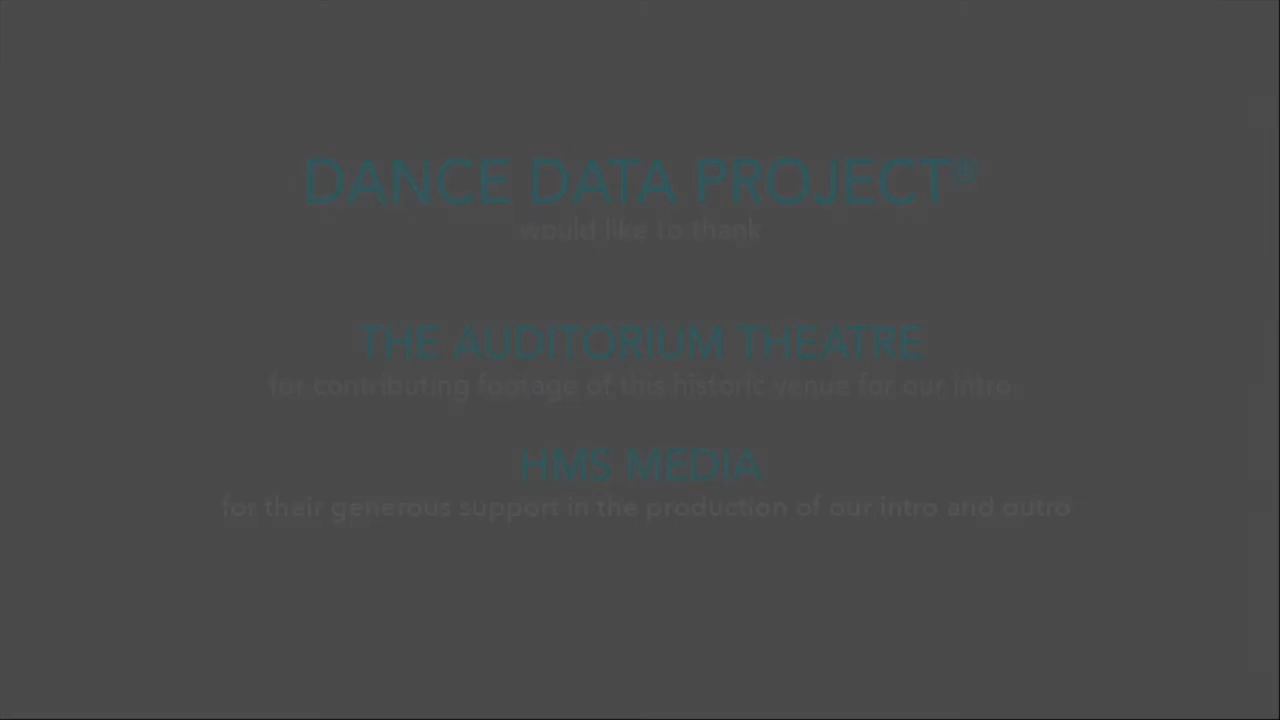 DANCE DATA PROJECT®
would like to thank
THE AUDITORIUM THEATRE
for contributing footage of this historic venue for our intro
HMS MEDIA
for their generous support in the production of our intro and outro